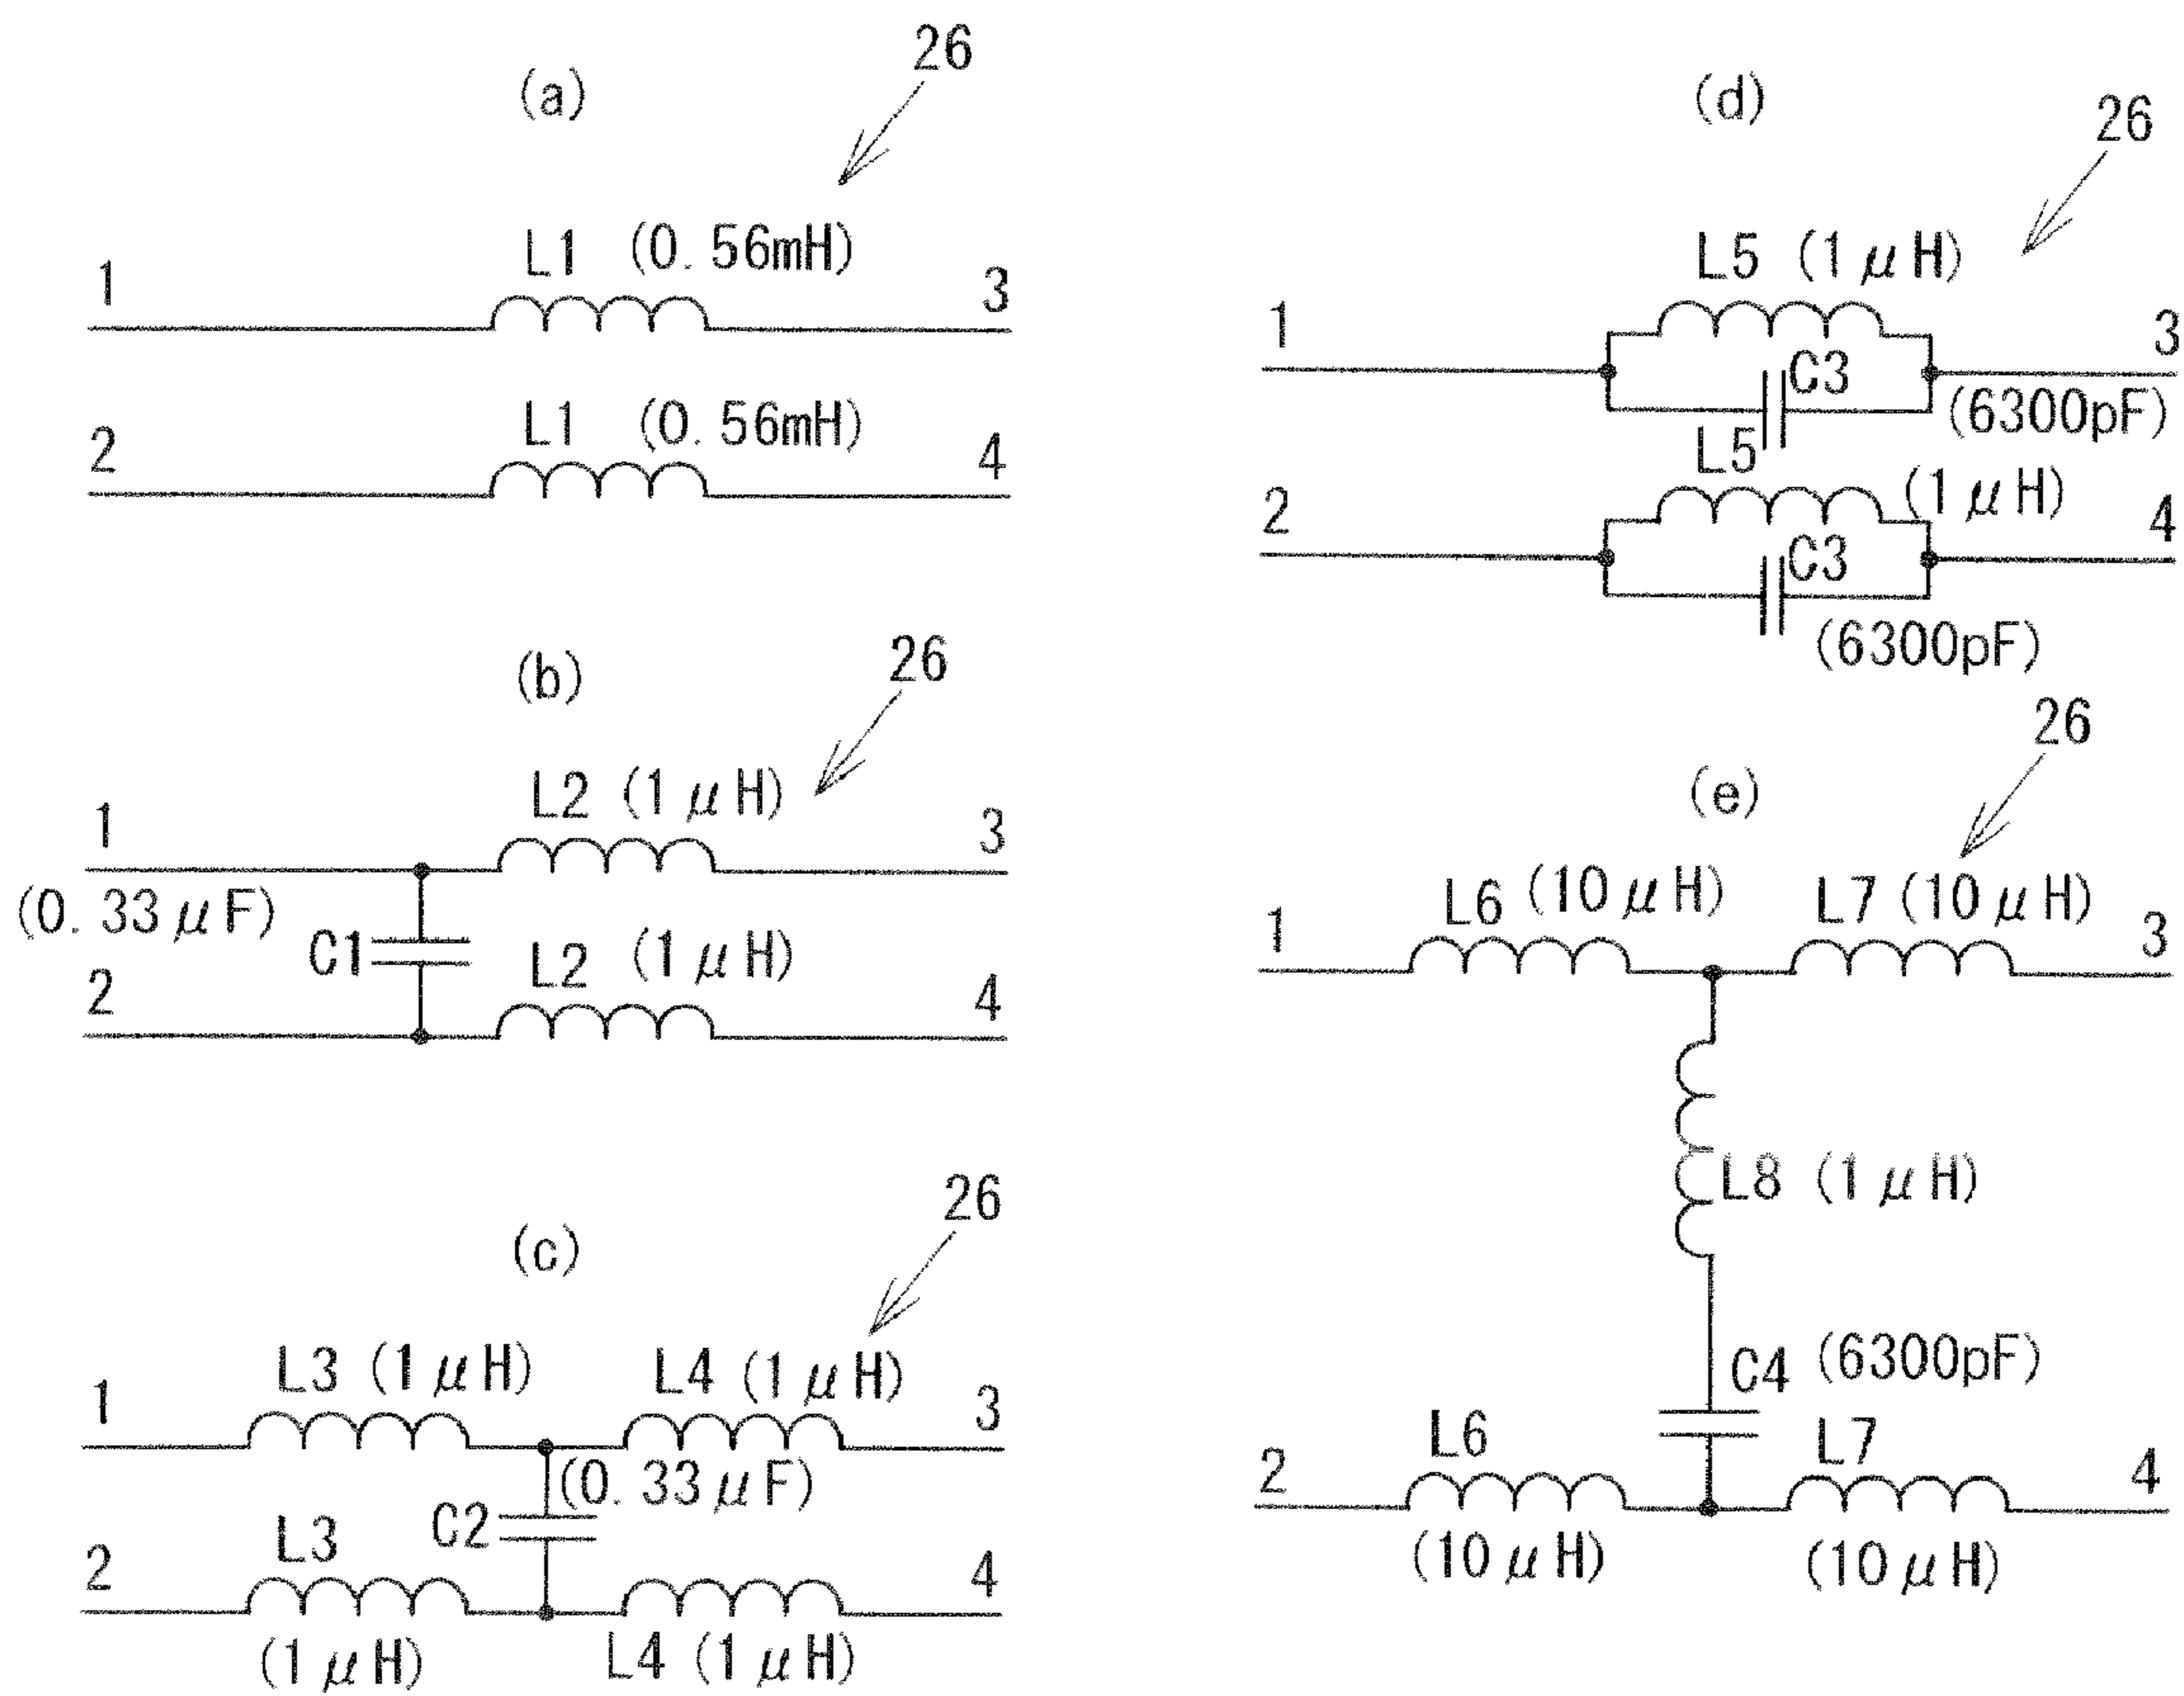 (a)
26
1
L1 (0.56mH)
3
2
L1 (0.56mH)
4
(b)
26
1
L2 (1μH)
3
(0.33μF)
C1
2
L2 (1μH)
4
(c)
26
1
L3 (1μH)
L4 (1μH)
3
(0.33μF)
C2
2
L3
(1μH)
L4 (1μH)
4
(d)
26
1
L5 (1μH)
3
C3
(6300pF)
2
L5
(1μH)
4
C3
(6300pF)
(e)
26
1
L6 (10μH)
L7 (10μH)
3
L8 (1μH)
C4 (6300pF)
2
L6
(10μH)
L7
(10μH)
4